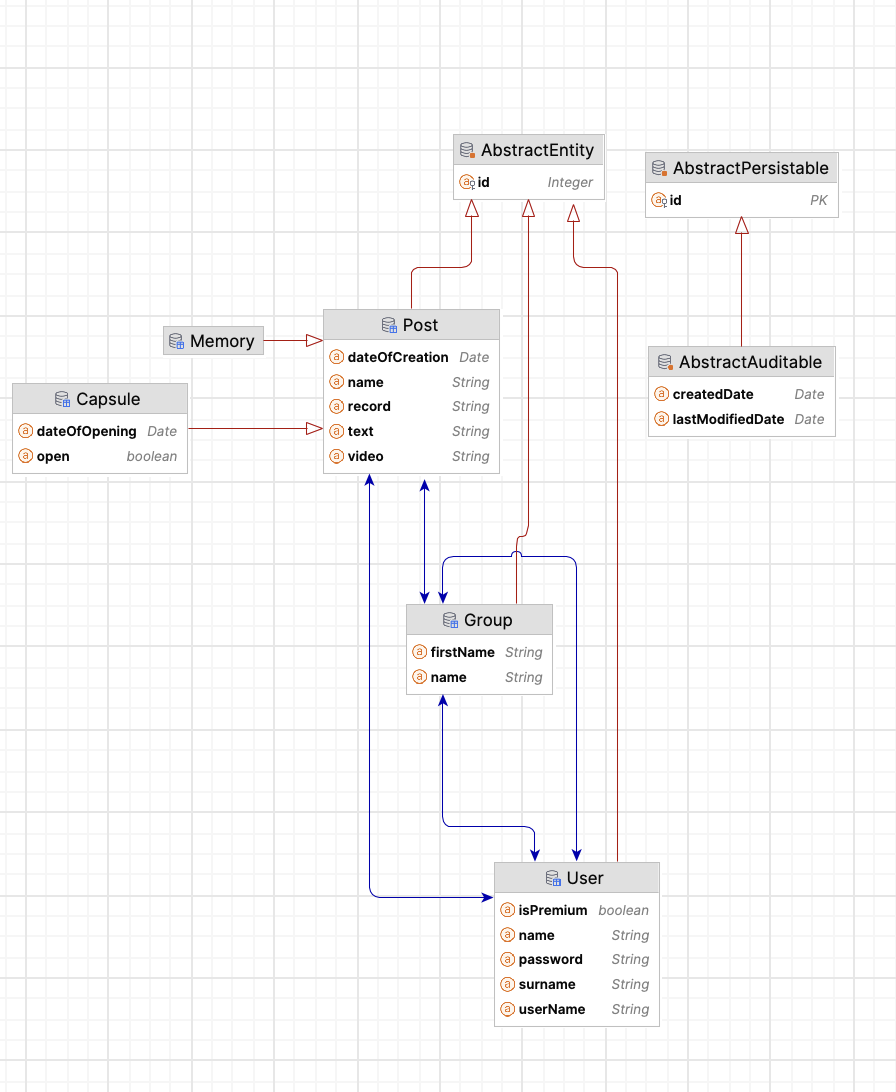 AbstractEntity
id Integer
AbstractPersistable
id PK
Post
dateOfCreation Date
name String
record String
text String
video String
Memory
AbstractAuditable
createdDate Date
lastModifiedDate Date
Capsule
dateOfOpening Date
open boolean
Group
firstName String
name String
User
isPremium boolean
name String
password String
surname String
userName String